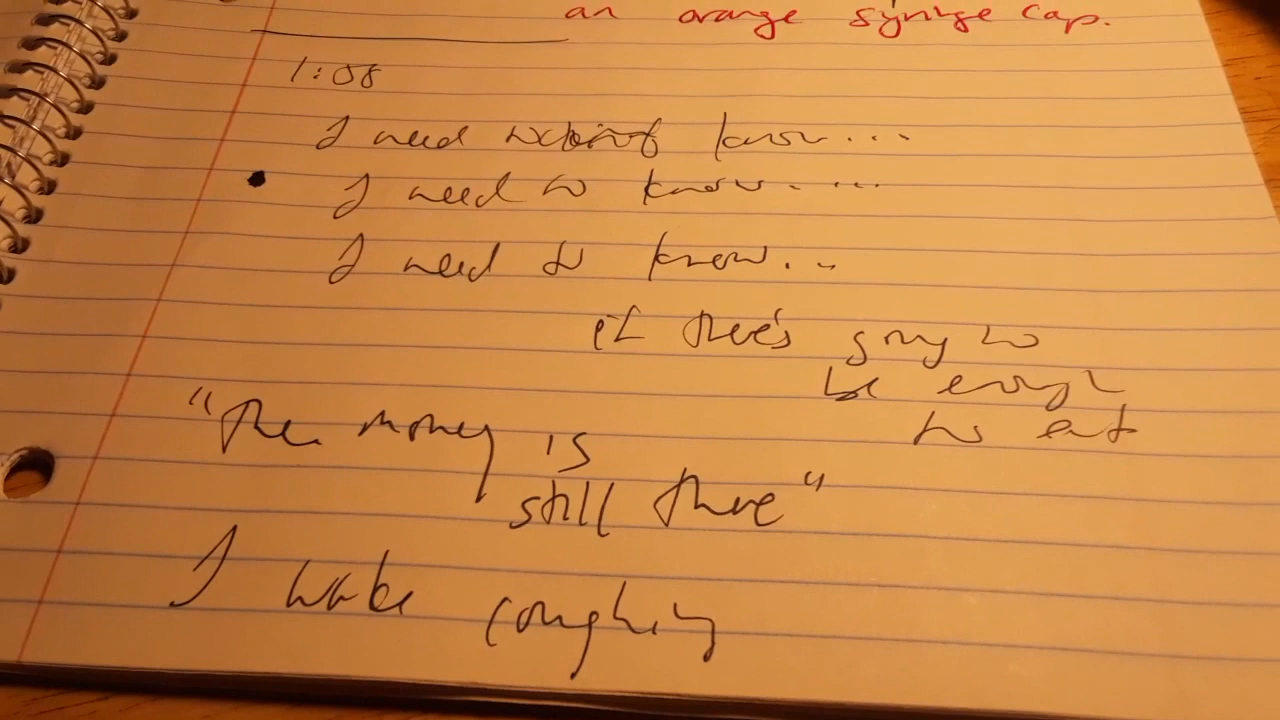 an orange syringe cap.
1:08
I need know...
I need to know.....
I need to know...
if there's going to
be enough
to eat
"The money is
still there"
I wake coughing